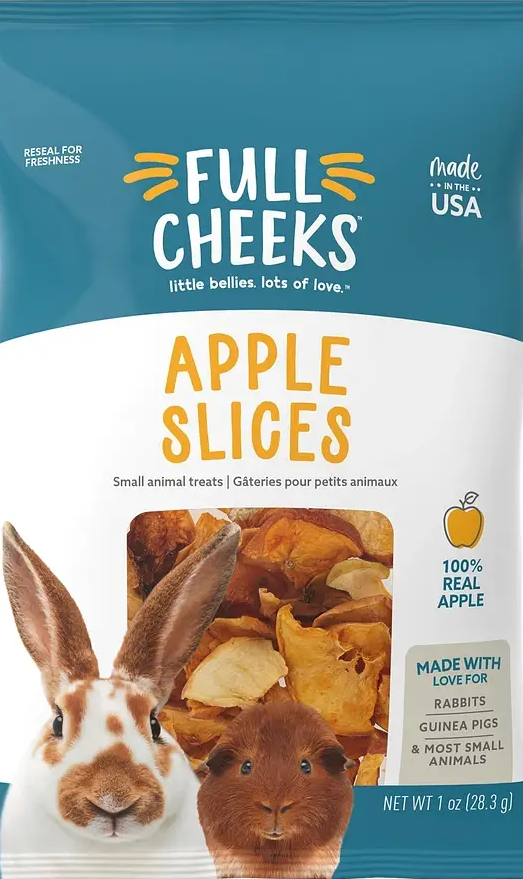 RESEAL FOR
FRESHNESS
made
IN THE
USA
FULL
CHEEKS™
little bellies. lots of love.™
APPLE
SLICES
Small animal treats | Gâteries pour petits animaux
100%
REAL
APPLE
MADE WITH
LOVE FOR
RABBITS
GUINEA PIGS
& MOST SMALL
ANIMALS
NET WT 1 oz (28.3 g)